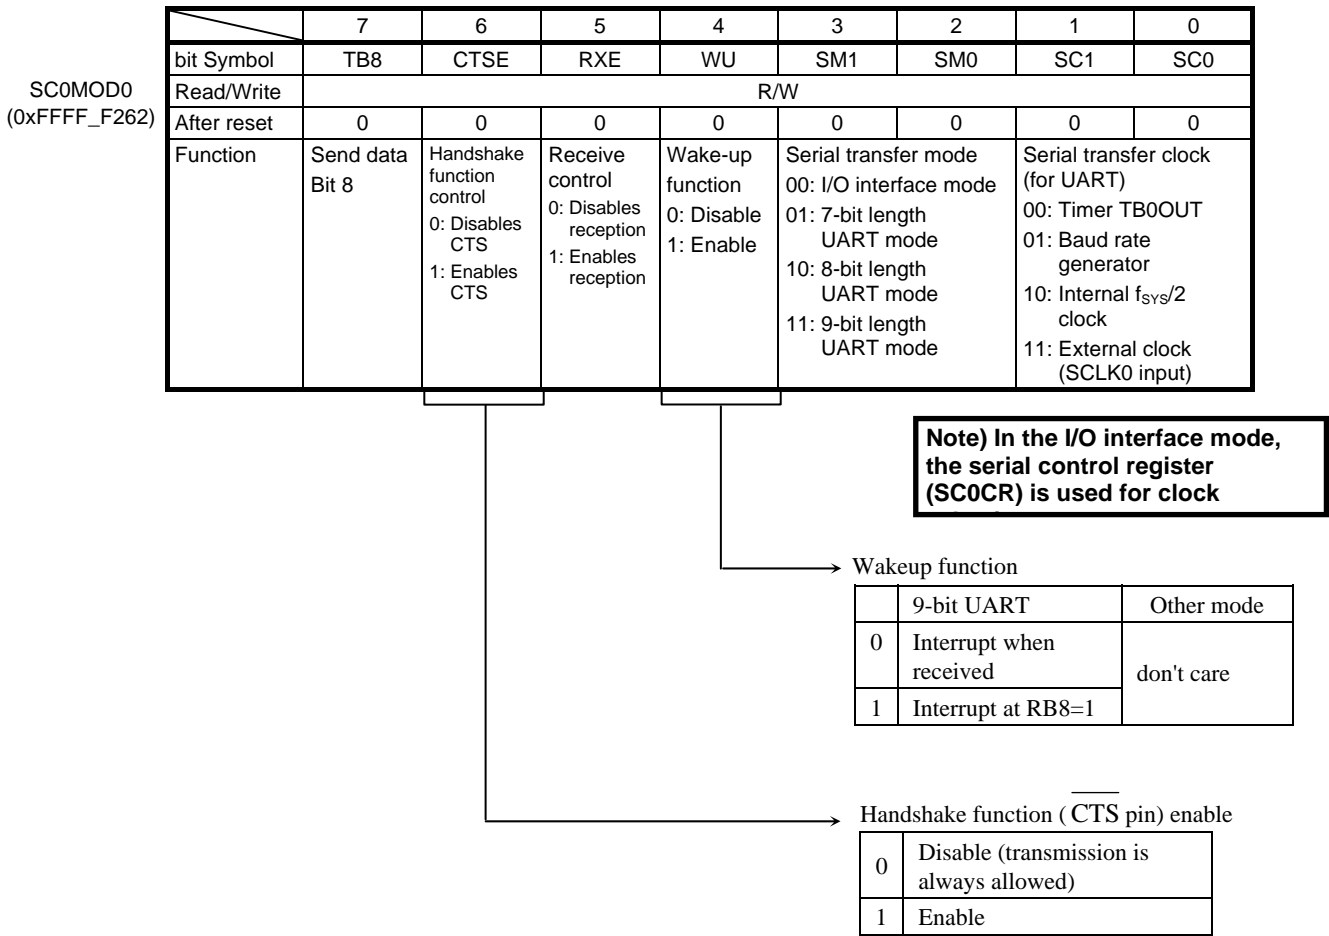 7 6 5 4 3 2 1 0
bit Symbol TB8 CTSE RXE WU SM1 SM0 SC1 SC0
SC0MOD0
(0xFFFF_F262)
Read/Write R/W
After reset 0 0 0 0 0 0 0 0
Function
Send data
Bit 8
Handshake
function
control
0: Disables
CTS
1: Enables
CTS
Receive
control
0: Disables
reception
1: Enables
reception
Wake-up
function
0: Disable
1: Enable
Serial transfer mode
00: I/O interface mode
01: 7-bit length
UART mode
10: 8-bit length
UART mode
11: 9-bit length
UART mode
Serial transfer clock
(for UART)
00: Timer TB0OUT
01: Baud rate
generator
10: Internal fSYS/2
clock
11: External clock
(SCLK0 input)
Note) In the I/O interface mode,
the serial control register
(SC0CR) is used for clock
Wakeup function
9-bit UART Other mode
0 Interrupt when
received
don't care
1 Interrupt at RB8=1
Handshake function ( C̅T̅S̅ pin) enable
0 Disable (transmission is
always allowed)
1 Enable